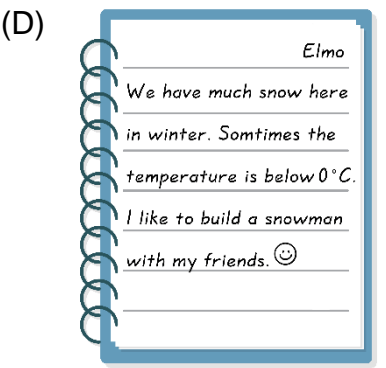 (D)
Elmo
We have much snow here
in winter. Somtimes the
temperature is below 0°C.
I like to build a snowman
with my friends.